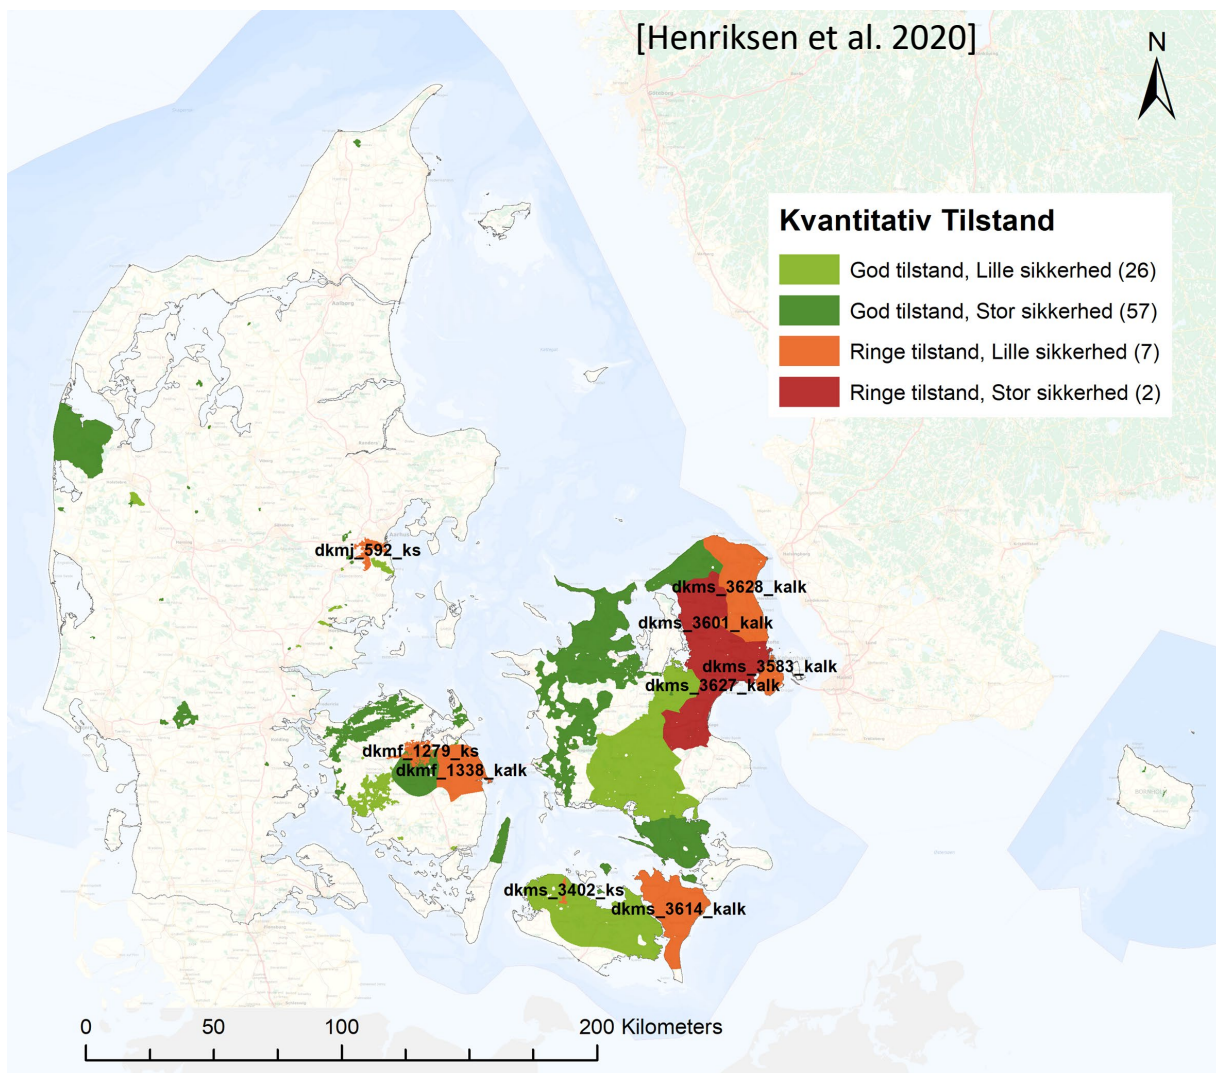 [Henriksen et al. 2020]
N
Kvantitativ Tilstand
God tilstand, Lille sikkerhed (26)
God tilstand, Stor sikkerhed (57)
Ringe tilstand, Lille sikkerhed (7)
Ringe tilstand, Stor sikkerhed (2)
dkmj_592_ks
dkms_3628_kalk
dkms_3601_kalk
dkms_3583_kalk
dkms_3627_kalk
dkmf_1279_ks
dkmf_1338_kalk
dkms_3402_ks
dkms_3614_kalk
0 50 100 200 Kilometers